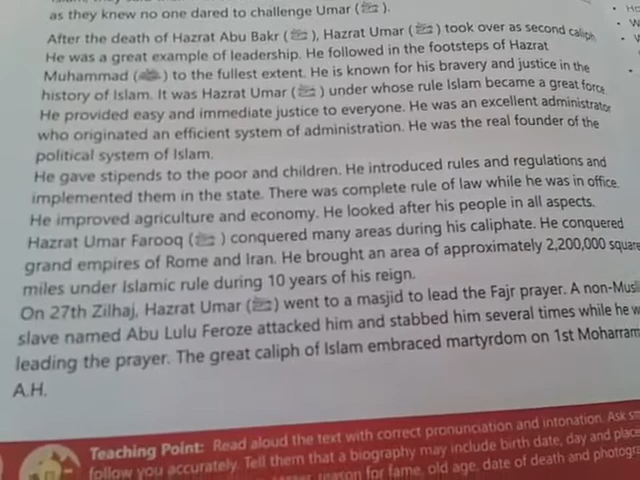 as they knew no one dared to challenge Umar ( ).
After the death of Hazrat Abu Bakr ( ), Hazrat Umar ( ) took over as second caliph
He was a great example of leadership. He followed in the footsteps of Hazrat
Muhammad ( ) to the fullest extent. He is known for his bravery and justice in the
history of Islam. It was Hazrat Umar ( ) under whose rule Islam became a great force
He provided easy and immediate justice to everyone. He was an excellent administrator
who originated an efficient system of administration. He was the real founder of the
political system of Islam.
He gave stipends to the poor and children. He introduced rules and regulations and
implemented them in the state. There was complete rule of law while he was in office.
He improved agriculture and economy. He looked after his people in all aspects.
Hazrat Umar Farooq ( ) conquered many areas during his caliphate. He conquered
grand empires of Rome and Iran. He brought an area of approximately 2,200,000 square
miles under Islamic rule during 10 years of his reign.
On 27th Zilhaj, Hazrat Umar ( ) went to a masjid to lead the Fajr prayer. A non-Musli
slave named Abu Lulu Feroze attacked him and stabbed him several times while he w
leading the prayer. The great caliph of Islam embraced martyrdom on 1st Moharram
A.H.
Teaching Point: Read aloud the text with correct pronunciation and intonation. Ask
follow you accurately. Tell them that a biography may include birth date, day and place
reason for fame, old age, date of death and photogra